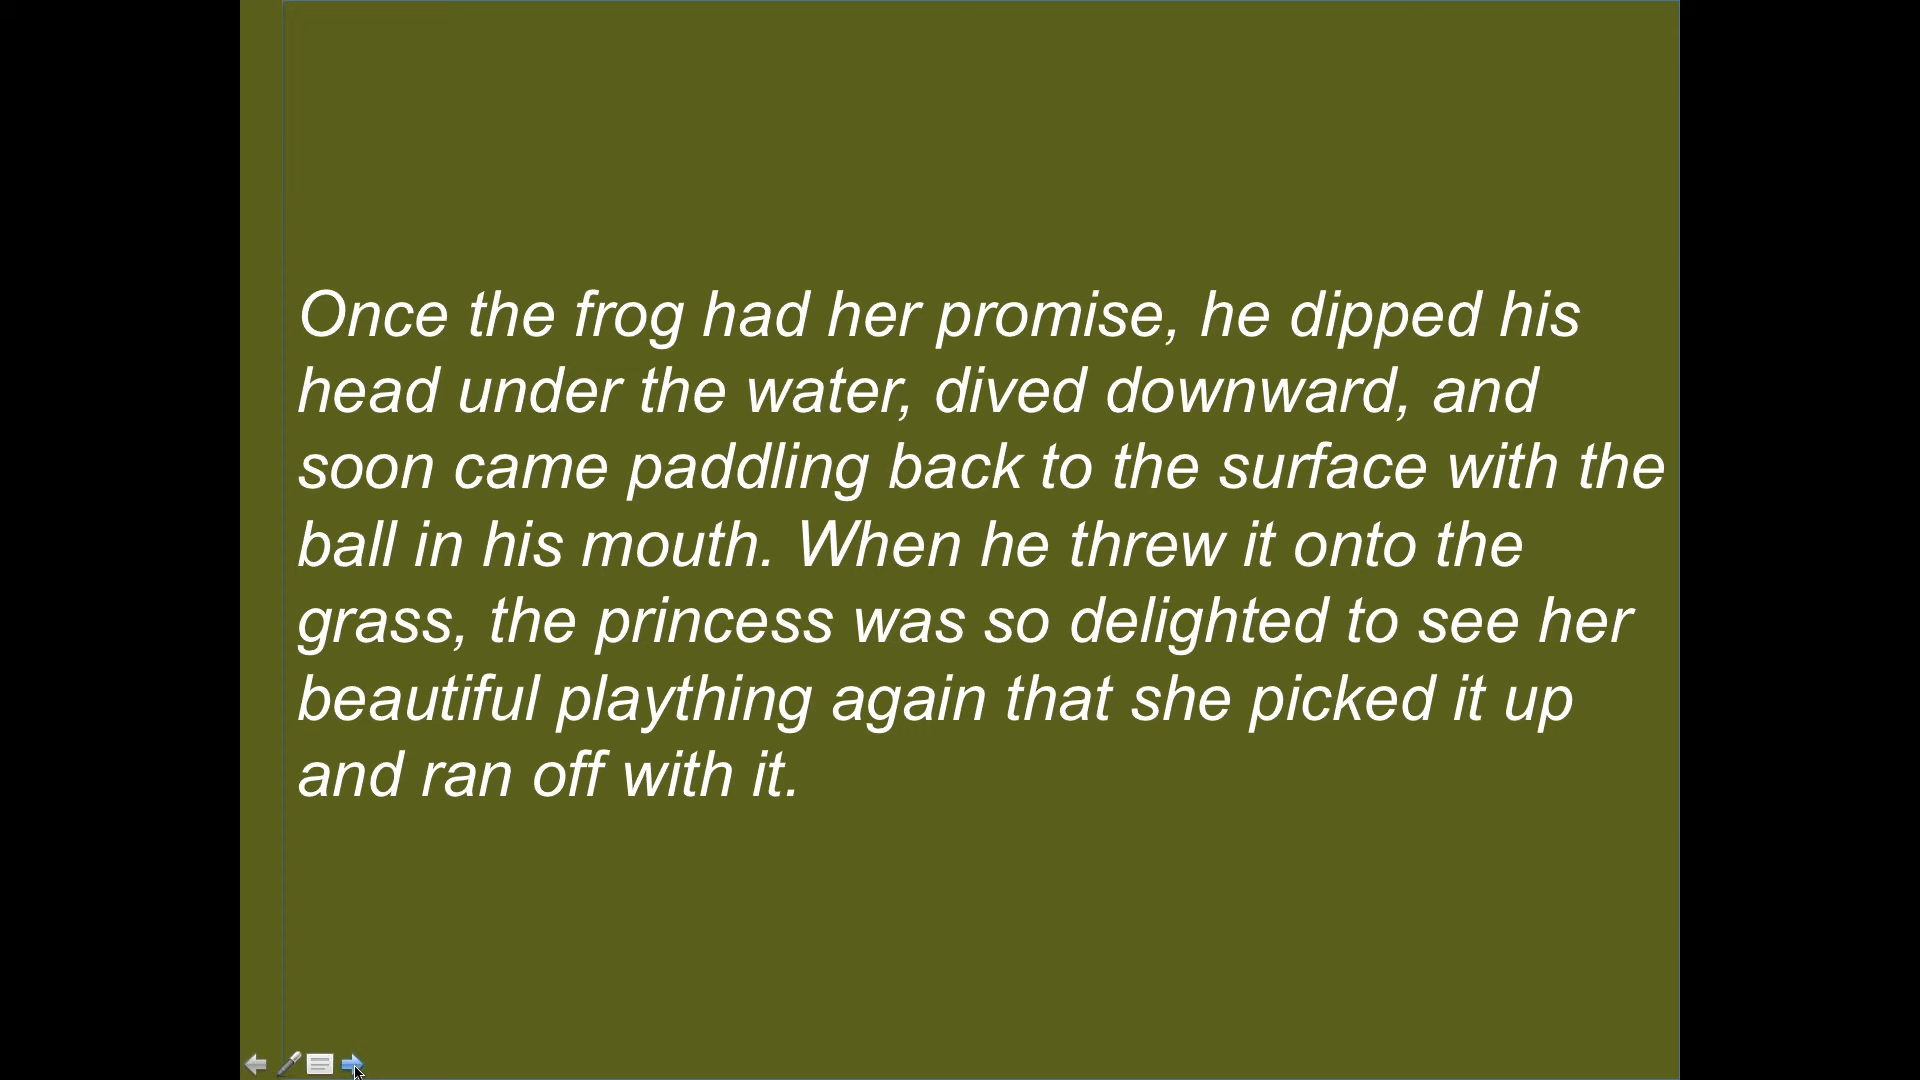 Once the frog had her promise, he dipped his
head under the water, dived downward, and
soon came paddling back to the surface with the
ball in his mouth. When he threw it onto the
grass, the princess was so delighted to see her
beautiful plaything again that she picked it up
and ran off with it.